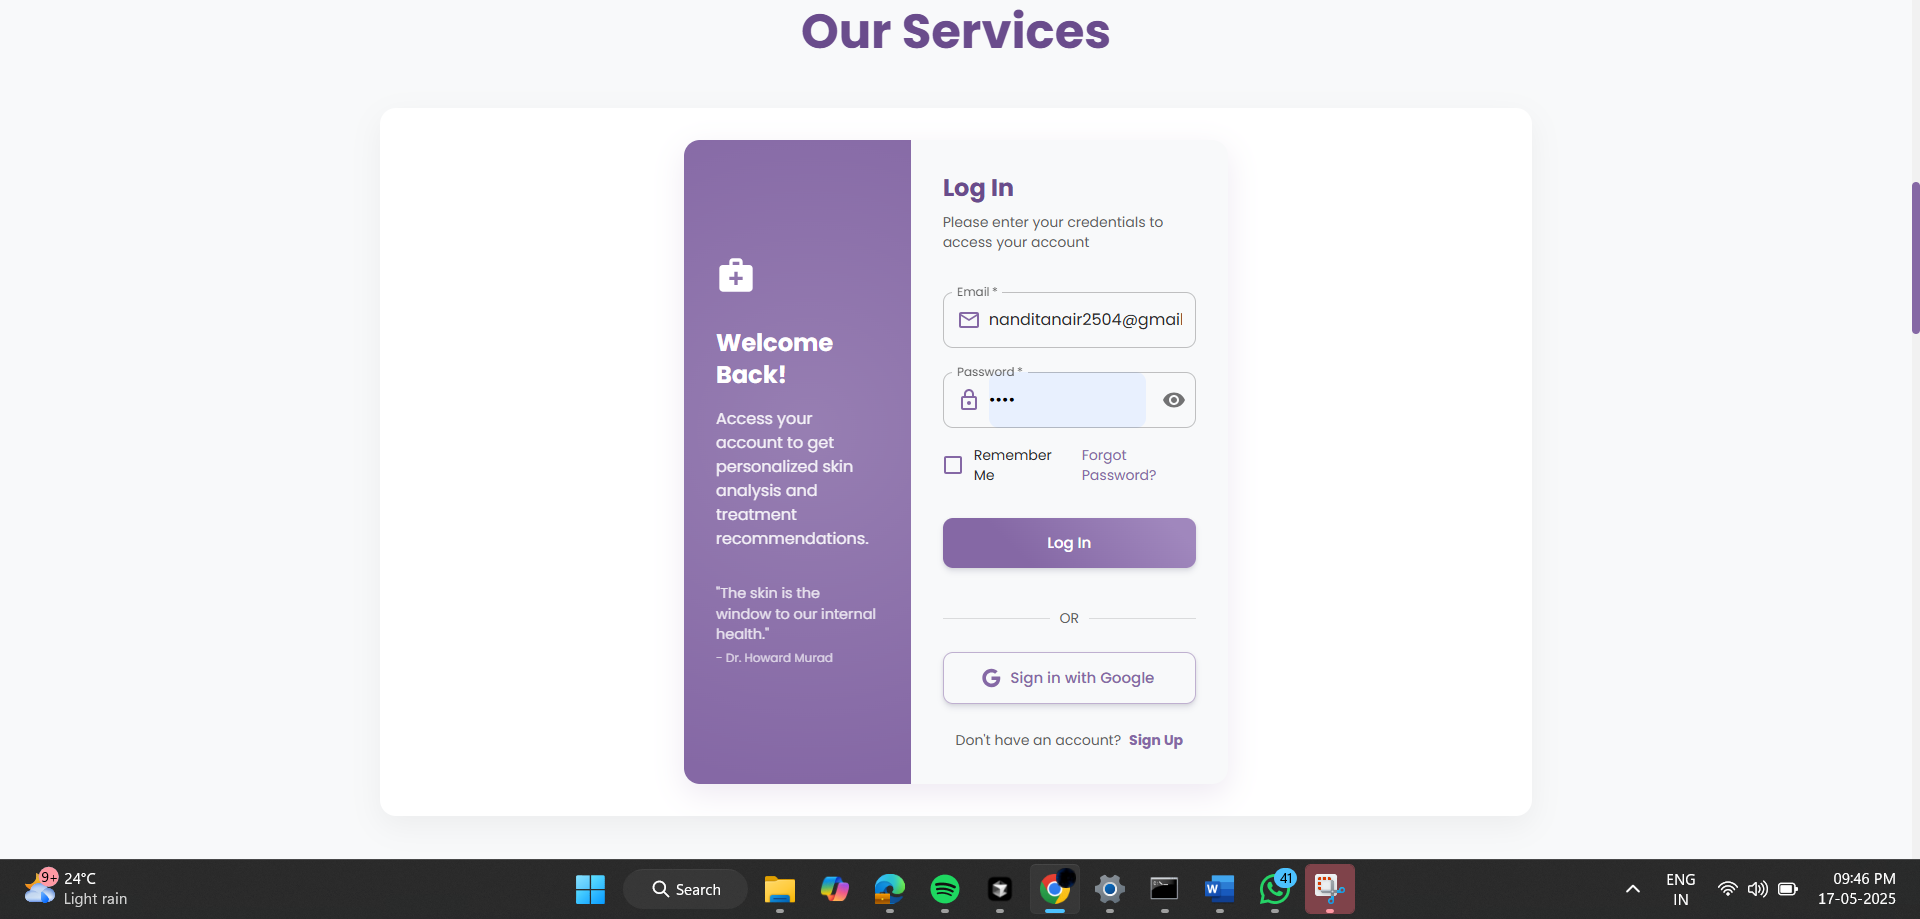 Our Services
Welcome
Back!
Access your
account to get
personalized skin
analysis and
treatment
recommendations.
"The skin is the
window to our internal
health."
- Dr. Howard Murad
Log In
Please enter your credentials to
access your account
Email *
nanditanair2504@gmail
Password *
••••
Remember
Me
Forgot
Password?
Log In
OR
G Sign in with Google
Don't have an account? Sign Up
9+
24°C
Light rain
Search
W
41
ENG
IN
09:46 PM
17-05-2025